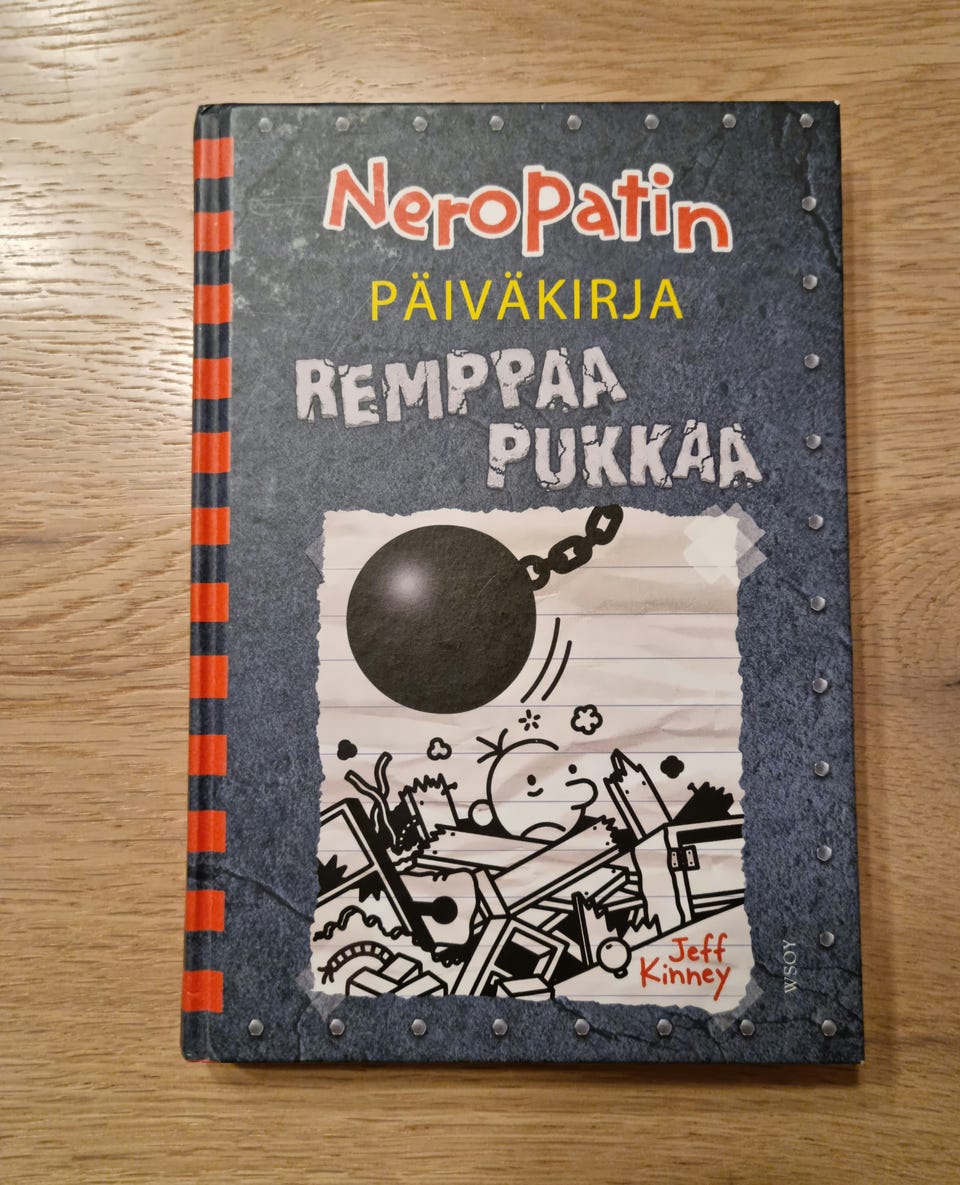 Neropatin
PÄIVÄKIRJA
REMPPAA
PUKKAA
Jeff
Kinney
WSOY